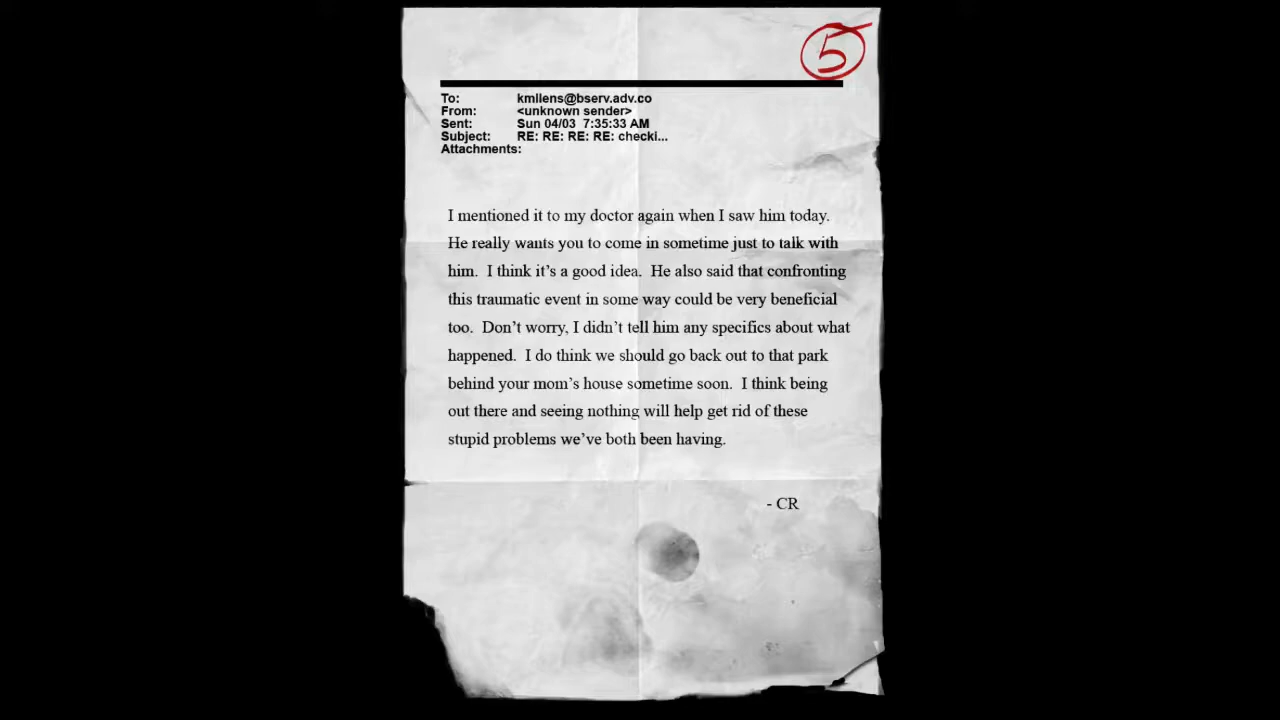 5
To: kmllens@bserv.adv.co
From: <unknown sender>
Sent: Sun 04/03 7:35:33 AM
Subject: RE: RE: RE: RE: checki...
Attachments:
I mentioned it to my doctor again when I saw him today.
He really wants you to come in sometime just to talk with
him.  I think it’s a good idea.  He also said that confronting
this traumatic event in some way could be very beneficial
too.  Don’t worry, I didn’t tell him any specifics about what
happened.  I do think we should go back out to that park
behind your mom’s house sometime soon.  I think being
out there and seeing nothing will help get rid of these
stupid problems we’ve both been having.
- CR